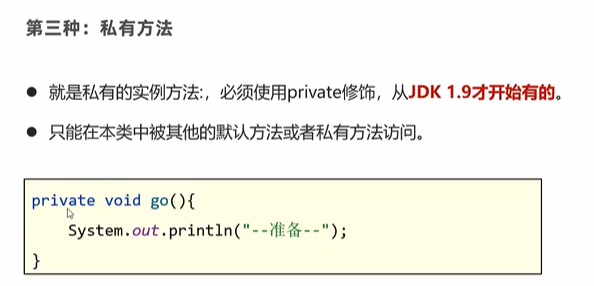 第三种：私有方法
● 就是私有的实例方法:，必须使用private修饰，从JDK 1.9才开始有的。
● 只能在本类中被其他的默认方法或者私有方法访问。
private void go(){
    System.out.println("--准备--");
}